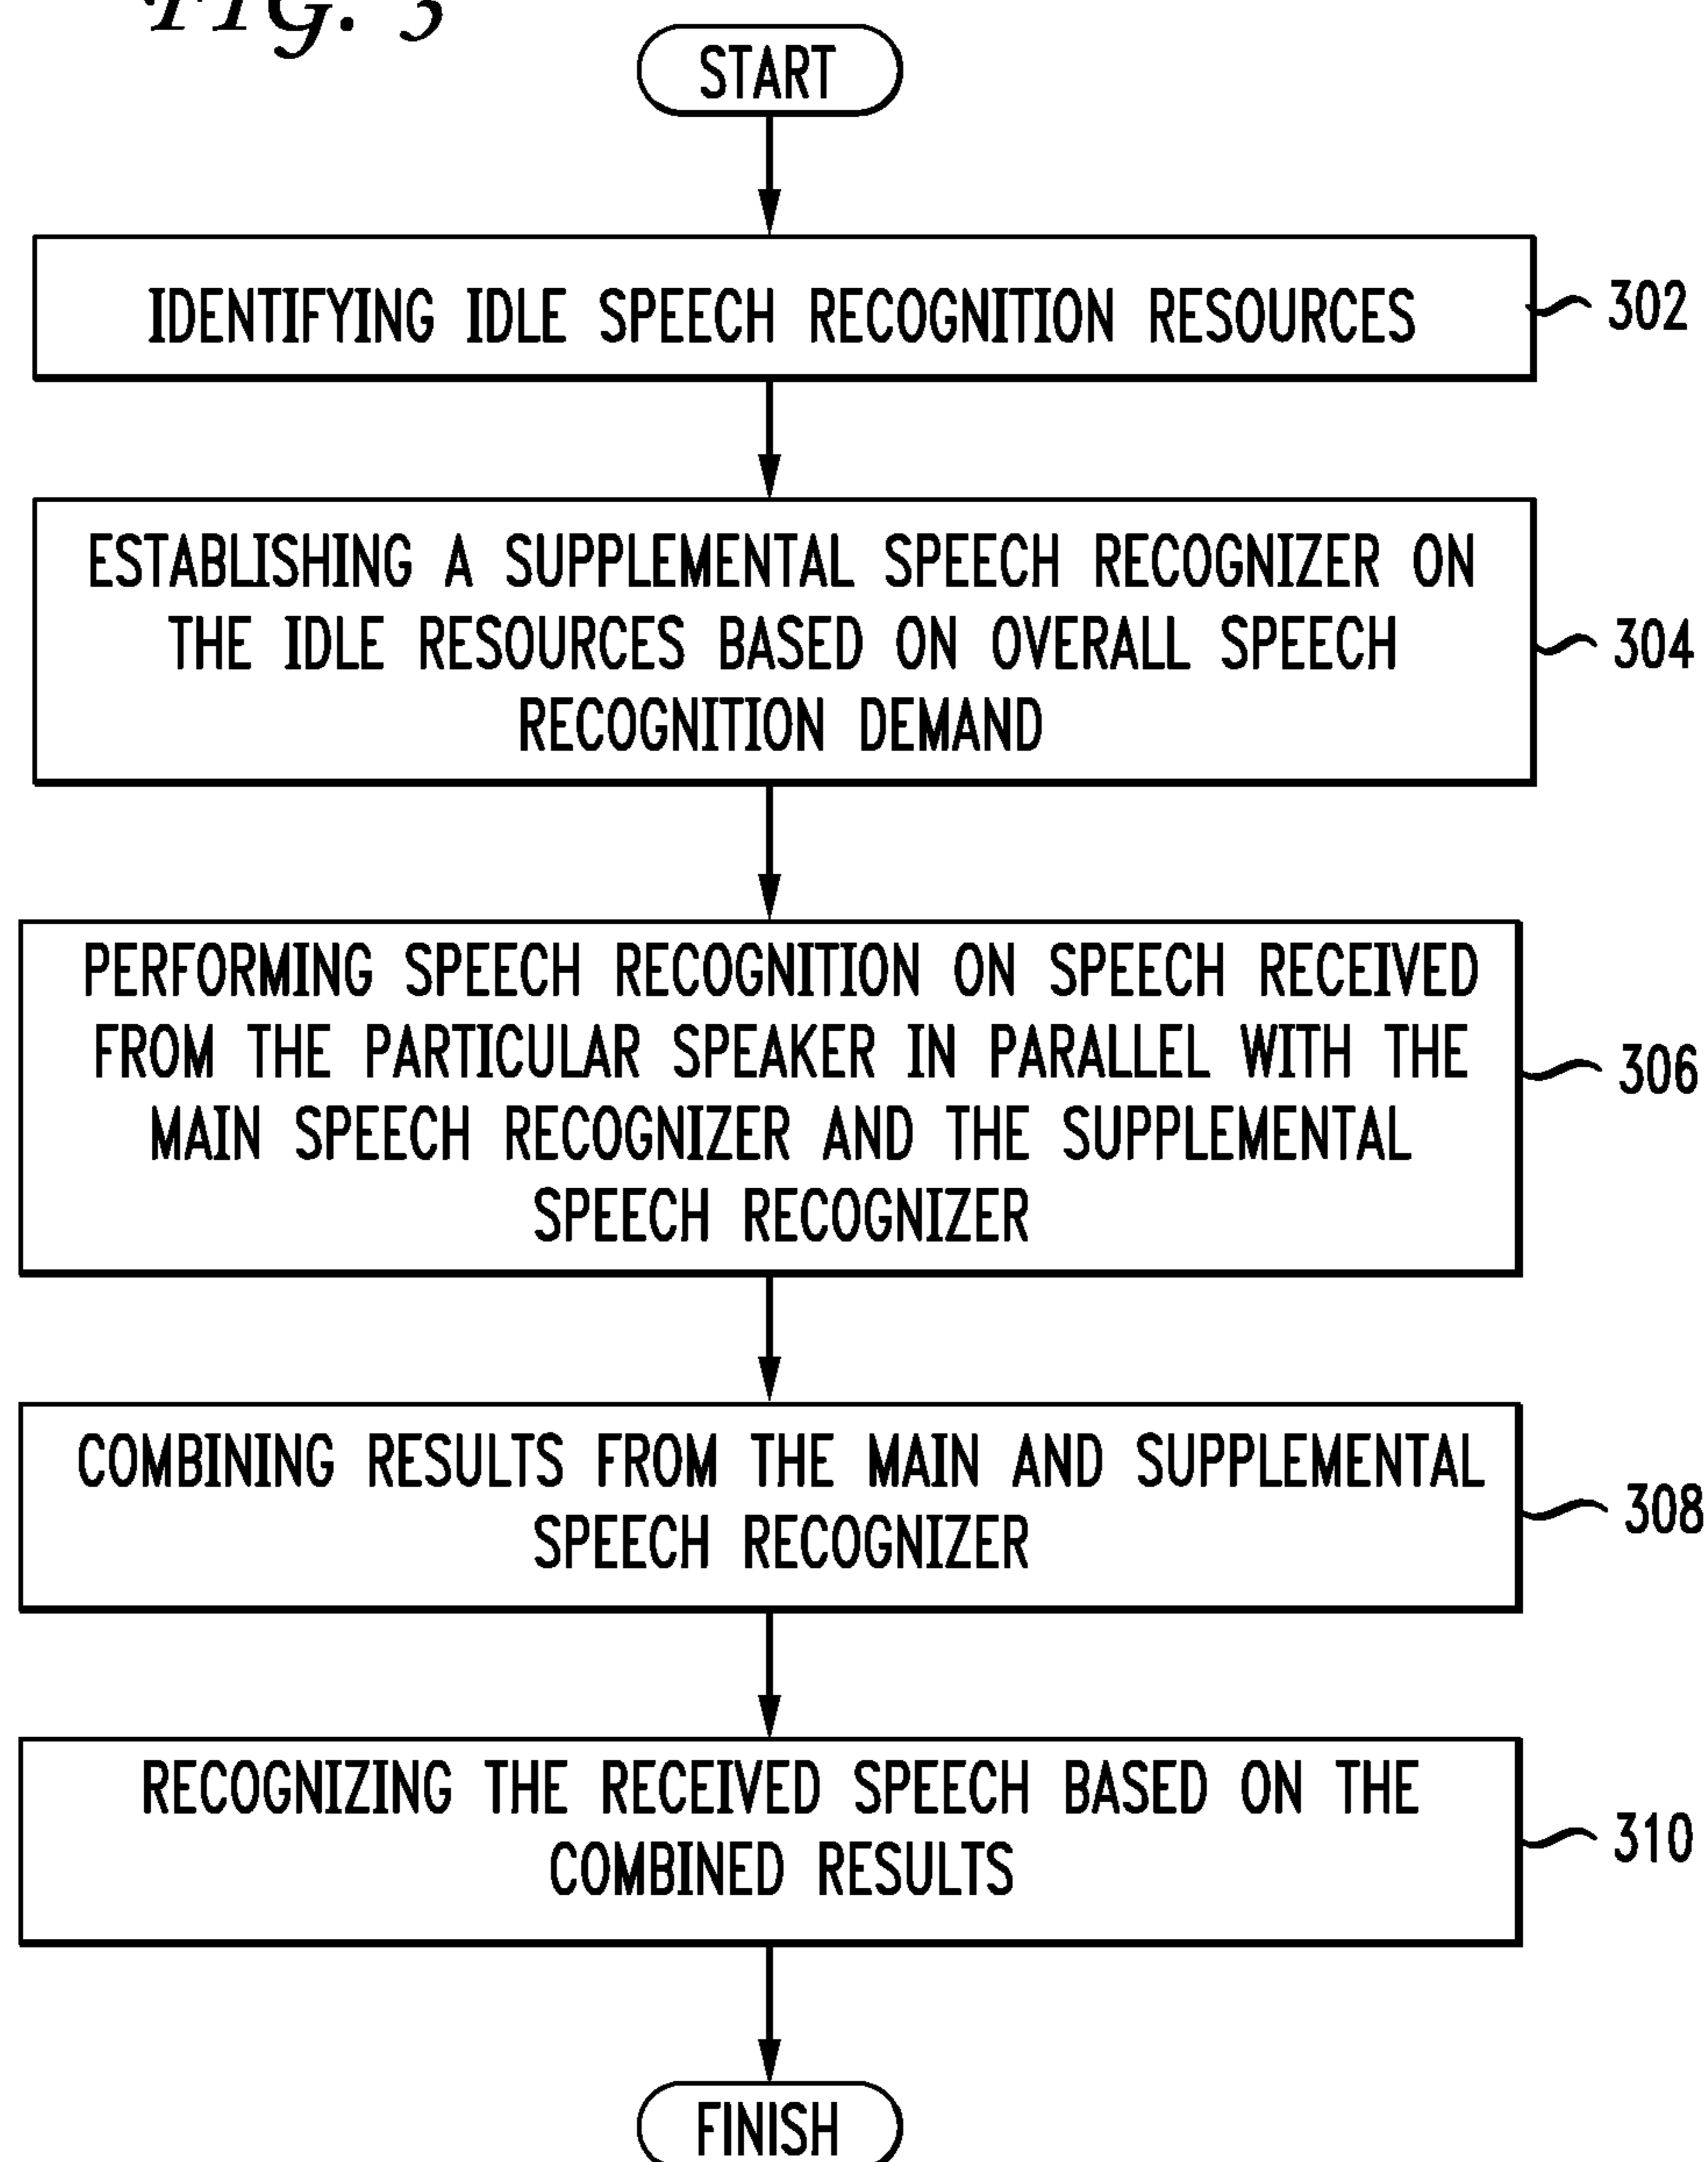 FIG. 3
START
IDENTIFYING IDLE SPEECH RECOGNITION RESOURCES
302
ESTABLISHING A SUPPLEMENTAL SPEECH RECOGNIZER ON
THE IDLE RESOURCES BASED ON OVERALL SPEECH
RECOGNITION DEMAND
304
PERFORMING SPEECH RECOGNITION ON SPEECH RECEIVED
FROM THE PARTICULAR SPEAKER IN PARALLEL WITH THE
MAIN SPEECH RECOGNIZER AND THE SUPPLEMENTAL
SPEECH RECOGNIZER
306
COMBINING RESULTS FROM THE MAIN AND SUPPLEMENTAL
SPEECH RECOGNIZER
308
RECOGNIZING THE RECEIVED SPEECH BASED ON THE
COMBINED RESULTS
310
FINISH